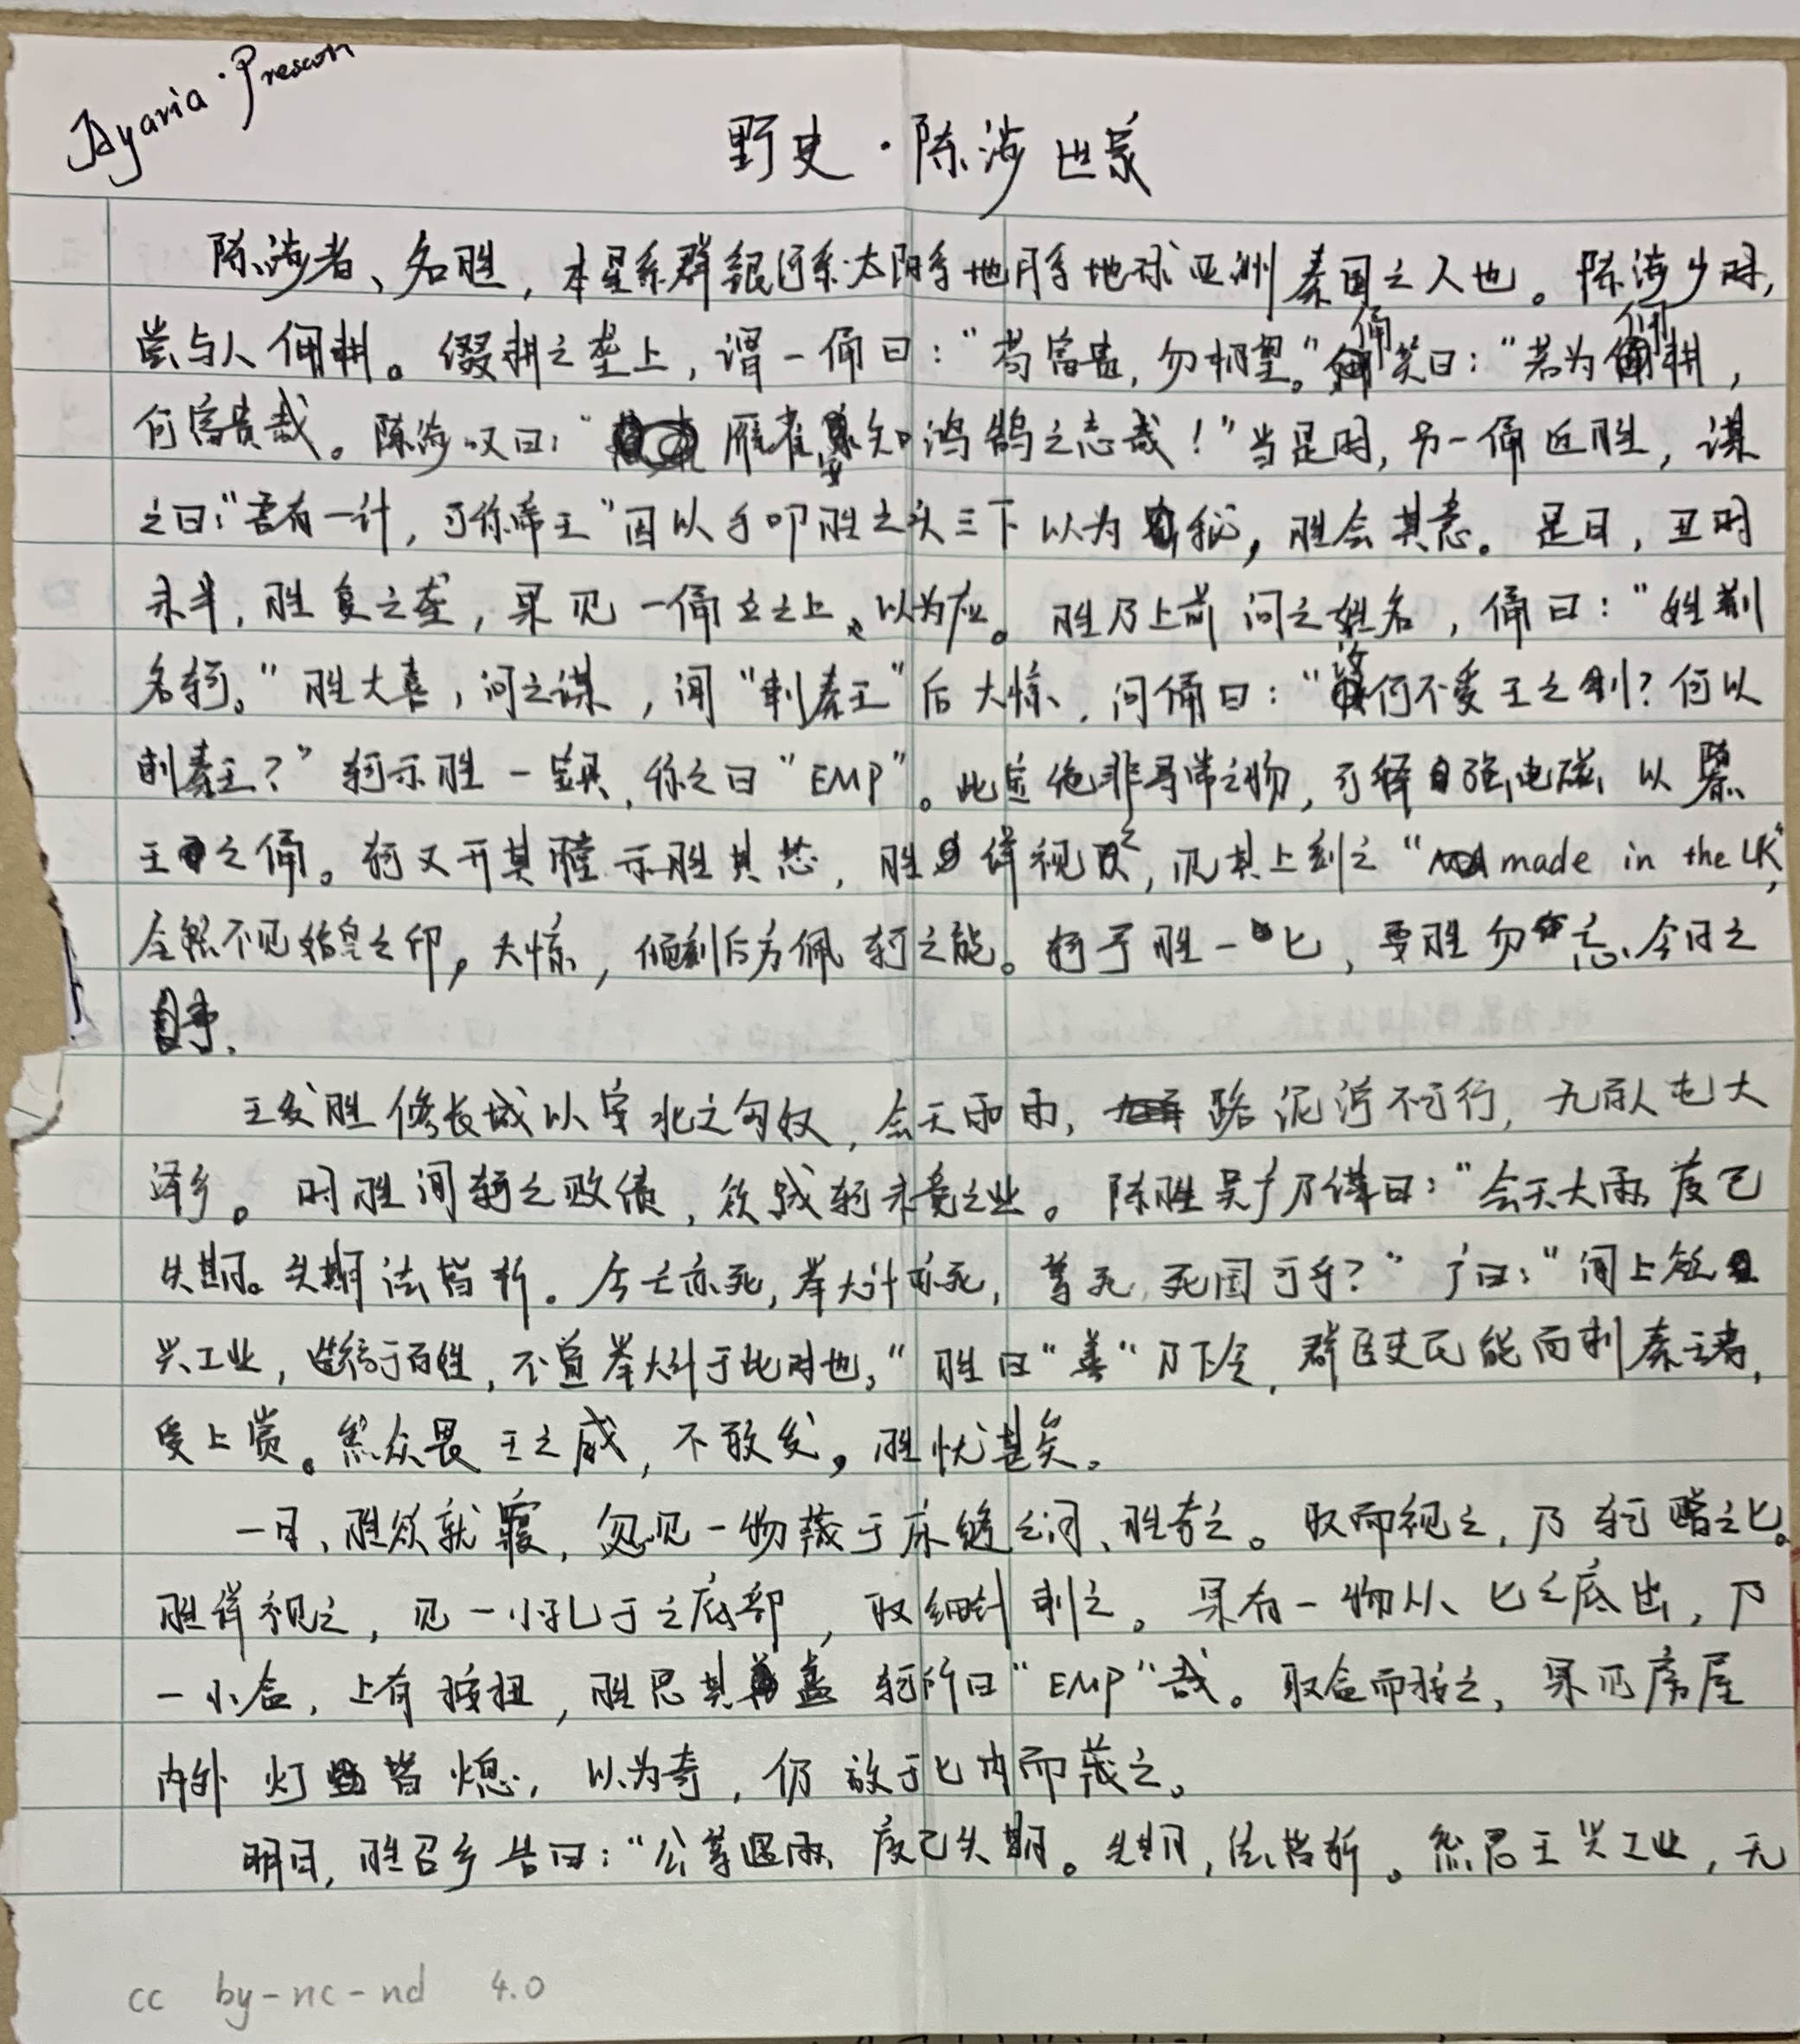 Ayaria·Prescon
野史·陈涉世家
陈涉者、名胜，本星系群银河系太阳系地月系地球亚洲秦国之人也。陈涉少时，
尝与人佣耕。缀耕之垄上，谓一佣曰："苟富贵，勿相望。"佣笑曰："若为佣耕，
何富贵哉。陈涉叹曰："雁雀安知鸿鹄之志哉！"当是时，另一佣近胜，谋
之曰："吾有一计，可称帝王"因以手叩胜之头三下以为秘，胜会其意。是日，丑时
未半，胜复之垄，果见一佣立之上、以为应。胜乃上前问之姓名，佣曰："姓荆
名轲。"胜大喜，问之谋，闻"刺秦王"后大惊、问佣曰："汝何不受王之制？何以
刺秦王？"轲示胜一宝具，称之曰"EMP"。此宝绝非寻常之物，可释强电磁以禦
王之佣。轲又开其膛示胜其芯，胜详视之，见其上刻之"made in the UK"，
全然不见始皇之印，大惊，倾刻后方佩轲之能。轲予胜一匕，要胜勿忘今日之
事.
王发胜修长城以牢北之匈奴，会天雨雨，路泥泞不可行，九百人屯大
泽乡。时胜闻轲之败绩，欲成轲未竟之业。陈胜吴广乃谋曰："会天大雨度已
失期。失期法皆斩。今亡亦死，举大计亦死，等死，死国可乎？"广曰："闻上欲
兴工业，造福于百姓，不宜举大计于此时也。"胜曰"善"乃下令，群臣吏民能面刺秦王者，
受上赏。然众畏王之威，不敢发，胜忧甚矣。
一日，胜欲就寝，忽见一物藏于床缝之间、胜奇之。取而视之，乃轲赠之匕。
胜详视之，见一小孔于之底部，取细针刺之。果有一物从匕之底出，乃
一小盒，上有按扭，胜思其盖轲所曰"EMP"哉。取盒而按之，果见房屋
内外灯皆熄，以为奇，仍放于匕内而藏之。
明日，胜召乡告曰："公等遇雨度已失期。失期，法皆斩。然君王兴工业，无
cc by-nc-nd 4.0